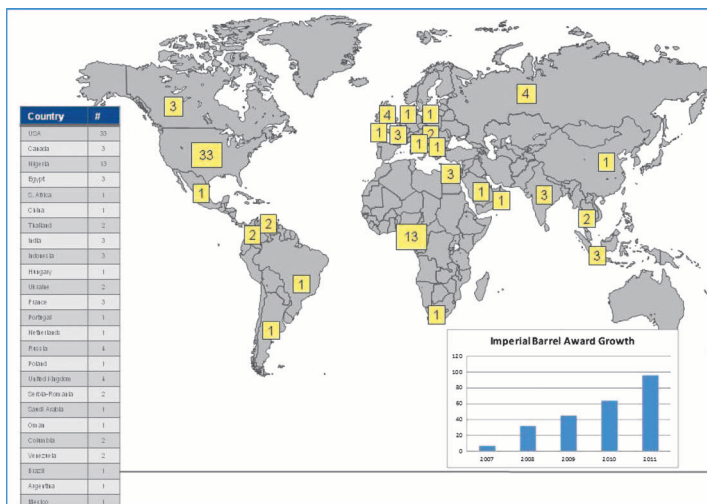 Country #
USA 33
Canada 3
Nigeria 13
Egypt 3
S. Africa 1
China 1
Thailand 2
India 3
Indonesia 3
Hungary 1
Ukraine 2
France 3
Portugal 1
Netherlands 1
Russia 4
Poland 1
United Kingdom 4
Serbia-Romania 2
Saudi Arabia 1
Oman 1
Columbia 2
Venezuela 2
Brazil 1
Argentina 1
Mexico 1
4
3
4
1
1
1
3
2
1
1
33
1
3
1
1
1
3
2
2
2
13
3
1
1
1
Imperial Barrel Award Growth
120
100
80
60
40
20
0
2007 2008 2009 2010 2011